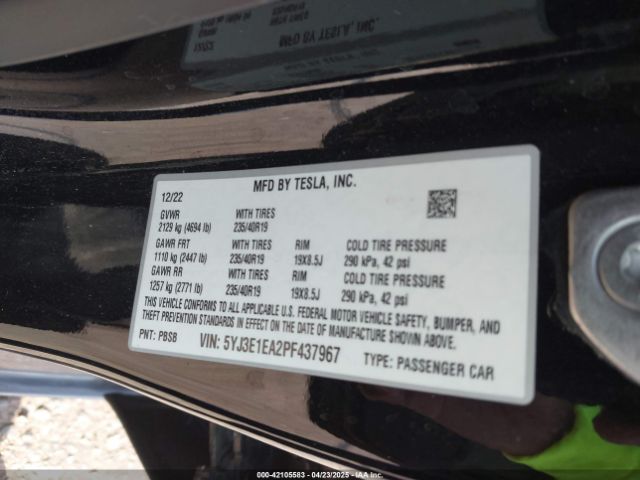 MFD BY TESLA, INC.
12/22
GVWR WITH TIRES
2129 kg (4694 lb) 235/40R19
GAWR FRT WITH TIRES RIM COLD TIRE PRESSURE
1110 kg (2447 lb) 235/40R19 19X8.5J 290 kPa, 42 psi
GAWR RR WITH TIRES RIM COLD TIRE PRESSURE
1257 kg (2771 lb) 235/40R19 19X8.5J 290 kPa, 42 psi
THIS VEHICLE CONFORMS TO ALL APPLICABLE U.S. FEDERAL MOTOR VEHICLE SAFETY, BUMPER, AND
THEFT PREVENTION STANDARDS IN EFFECT ON THE DATE OF MANUFACTURE SHOWN ABOVE.
PNT: PBSB VIN: 5YJ3E1EA2PF437967 TYPE: PASSENGER CAR
000-42105583 - 04/23/2025 - IAAI.COM